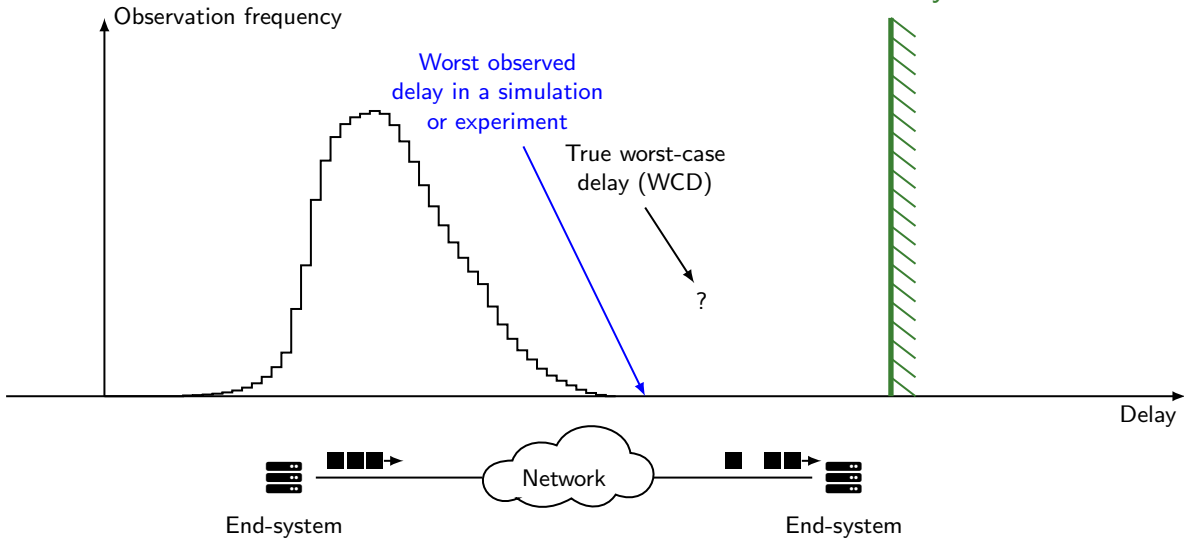 Observation frequency
Worst observed
delay in a simulation
or experiment
True worst-case
delay (WCD)
?
Delay
Network
End-system
End-system